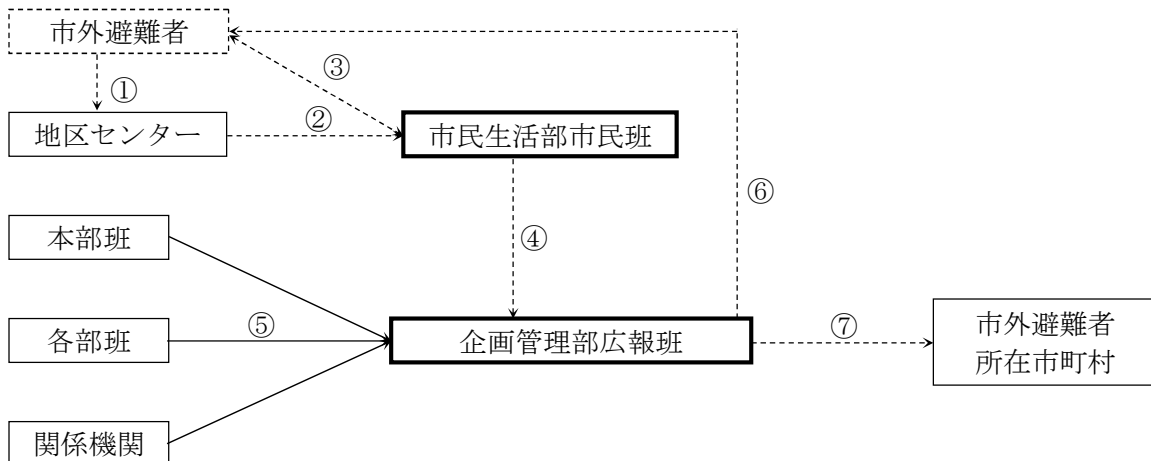 市外避難者
①
③
地区センター
②
市民生活部市民班
⑥
本部班
④
各部班
⑤
企画管理部広報班
⑦
市外避難者
所在市町村
関係機関